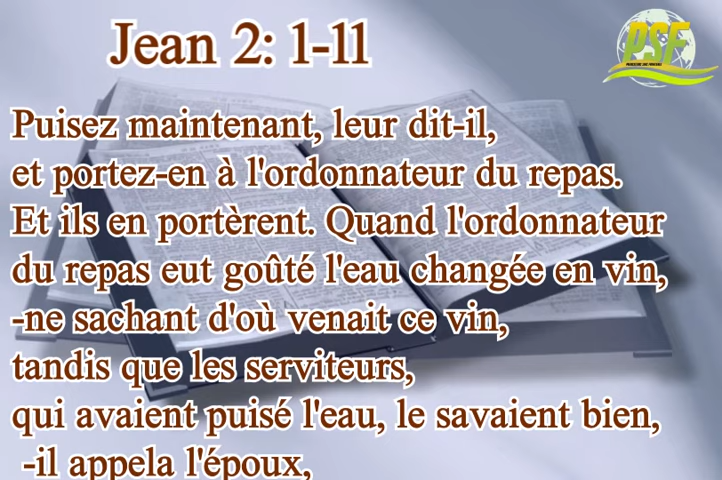 Jean 2: 1-11
PSF
Puisez maintenant, leur dit-il,
et portez-en à l'ordonnateur du repas.
Et ils en portèrent. Quand l'ordonnateur
du repas eut goûté l'eau changée en vin,
-ne sachant d'où venait ce vin,
tandis que les serviteurs,
qui avaient puisé l'eau, le savaient bien,
-il appela l'époux,